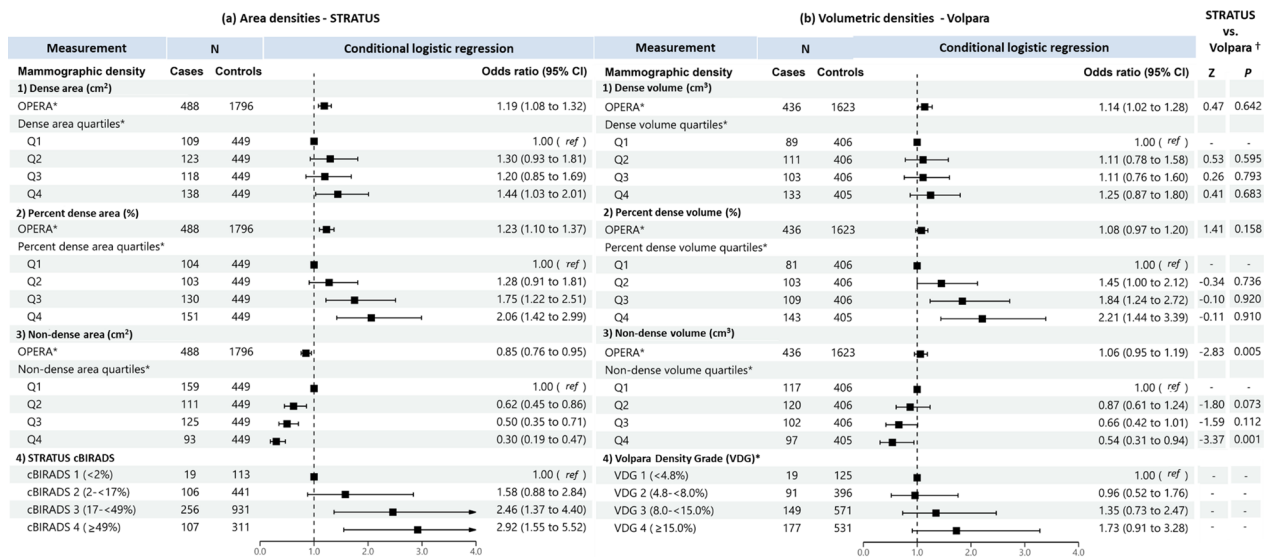 (a) Area densities - STRATUS (b) Volumetric densities - Volpara STRATUS vs. Volpara †
Measurement N Conditional logistic regression Measurement N Conditional logistic regression
Mammographic density Cases Controls Odds ratio (95% CI) Mammographic density Cases Controls Odds ratio (95% CI) Z P
1) Dense area (cm²) 1) Dense volume (cm³)
OPERA* 488 1796 1.19 (1.08 to 1.32) OPERA* 436 1623 1.14 (1.02 to 1.28) 0.47 0.642
Dense area quartiles* Dense volume quartiles*
Q1 109 449 1.00 ( ref ) Q1 89 406 1.00 ( ref ) - -
Q2 123 449 1.30 (0.93 to 1.81) Q2 111 406 1.11 (0.78 to 1.58) 0.53 0.595
Q3 118 449 1.20 (0.85 to 1.69) Q3 103 406 1.11 (0.76 to 1.60) 0.26 0.793
Q4 138 449 1.44 (1.03 to 2.01) Q4 133 405 1.25 (0.87 to 1.80) 0.41 0.683
2) Percent dense area (%) 2) Percent dense volume (%)
OPERA* 488 1796 1.23 (1.10 to 1.37) OPERA* 436 1623 1.08 (0.97 to 1.20) 1.41 0.158
Percent dense area quartiles* Percent dense volume quartiles*
Q1 104 449 1.00 ( ref ) Q1 81 406 1.00 ( ref ) - -
Q2 103 449 1.28 (0.91 to 1.81) Q2 103 406 1.45 (1.00 to 2.12) -0.34 0.736
Q3 130 449 1.75 (1.22 to 2.51) Q3 109 406 1.84 (1.24 to 2.72) -0.10 0.920
Q4 151 449 2.06 (1.42 to 2.99) Q4 143 405 2.21 (1.44 to 3.39) -0.11 0.910
3) Non-dense area (cm²) 3) Non-dense volume (cm³)
OPERA* 488 1796 0.85 (0.76 to 0.95) OPERA* 436 1623 1.06 (0.95 to 1.19) -2.83 0.005
Non-dense area quartiles* Non-dense volume quartiles*
Q1 159 449 1.00 ( ref ) Q1 117 406 1.00 ( ref ) - -
Q2 111 449 0.62 (0.45 to 0.86) Q2 120 406 0.87 (0.61 to 1.24) -1.80 0.073
Q3 125 449 0.50 (0.35 to 0.71) Q3 102 406 0.66 (0.42 to 1.01) -1.59 0.112
Q4 93 449 0.30 (0.19 to 0.47) Q4 97 405 0.54 (0.31 to 0.94) -3.37 0.001
4) STRATUS cBIRADS 4) Volpara Density Grade (VDG)*
cBIRADS 1 (<2%) 19 113 1.00 ( ref ) VDG 1 (<4.8%) 19 125 1.00 ( ref ) - -
cBIRADS 2 (2-<17%) 106 441 1.58 (0.88 to 2.84) VDG 2 (4.8-<8.0%) 91 396 0.96 (0.52 to 1.76) - -
cBIRADS 3 (17-<49%) 256 931 2.46 (1.37 to 4.40) VDG 3 (8.0-<15.0%) 149 571 1.35 (0.73 to 2.47) - -
cBIRADS 4 (≥49%) 107 311 2.92 (1.55 to 5.52) VDG 4 (≥15.0%) 177 531 1.73 (0.91 to 3.28) - -
0.0 1.0 2.0 3.0 4.0 0.0 1.0 2.0 3.0 4.0